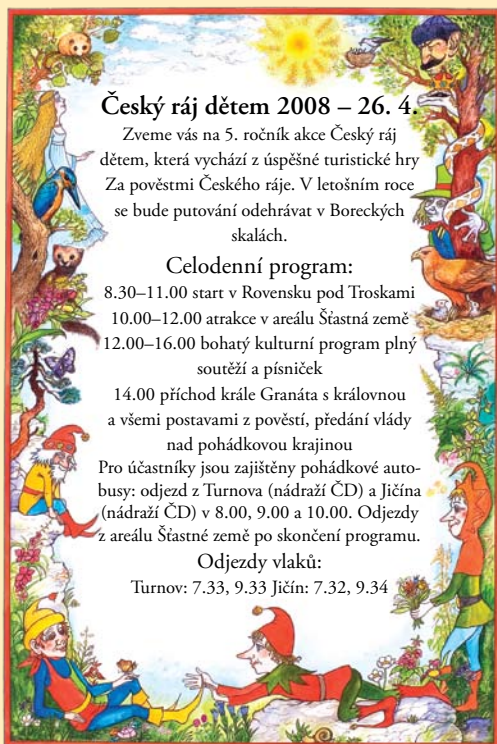 Český ráj dětem 2008 – 26. 4.
Zveme vás na 5. ročník akce Český ráj
dětem, která vychází z úspěšné turistické hry
Za pověstmi Českého ráje. V letošním roce
se bude putování odehrávat v Boreckých
skalách.
Celodenní program:
8.30–11.00 start v Rovensku pod Troskami
10.00–12.00 atrakce v areálu Šťastná země
12.00–16.00 bohatý kulturní program plný
soutěží a písniček
14.00 příchod krále Granáta s královnou
a všemi postavami z pověstí, předání vlády
nad pohádkovou krajinou
Pro účastníky jsou zajištěny pohádkové auto-
busy: odjezd z Turnova (nádraží ČD) a Jičína
(nádraží ČD) v 8.00, 9.00 a 10.00. Odjezdy
z areálu Šťastné země po skončení programu.
Odjezdy vlaků:
Turnov: 7.33, 9.33 Jičín: 7.32, 9.34